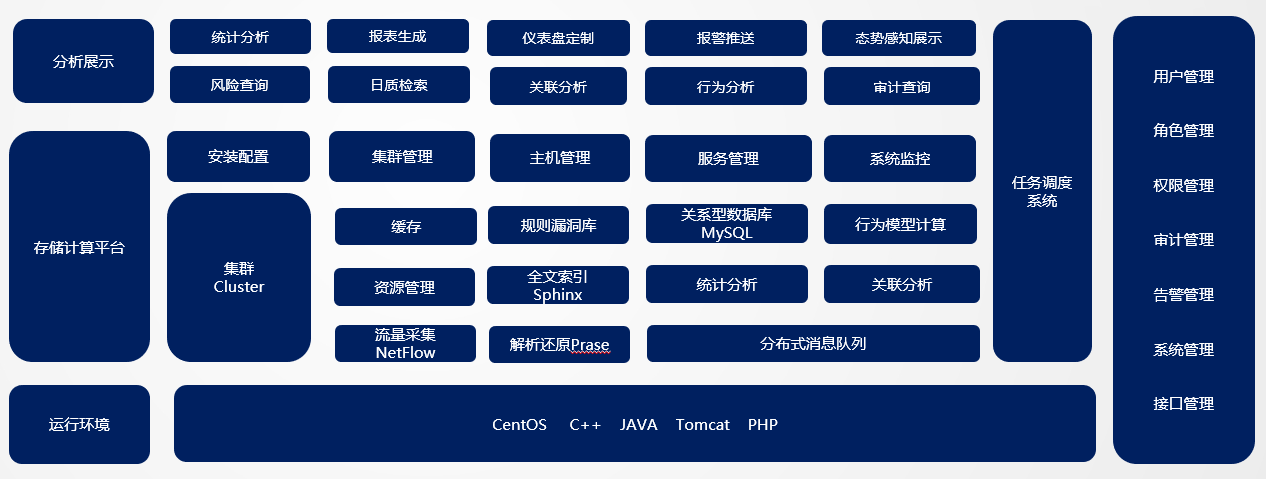 分析展示
统计分析
报表生成
仪表盘定制
报警推送
态势感知展示
风险查询
日质检索
关联分析
行为分析
审计查询
存储计算平台
安装配置
集群管理
主机管理
服务管理
系统监控
集群
Cluster
缓存
规则漏洞库
关系型数据库
MySQL
行为模型计算
资源管理
全文索引
Sphinx
统计分析
关联分析
流量采集
NetFlow
解析还原Prase
分布式消息队列
任务调度
系统
运行环境
CentOS C++ JAVA Tomcat PHP
用户管理
角色管理
权限管理
审计管理
告警管理
系统管理
接口管理